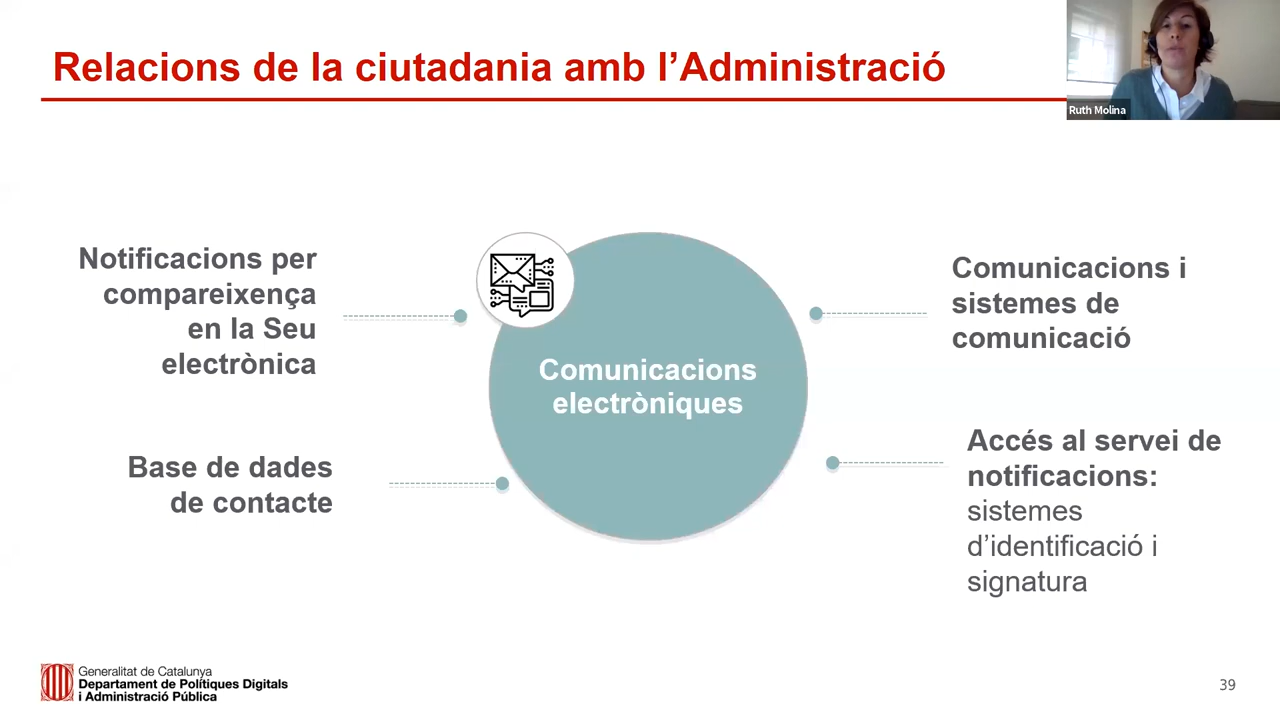 Relacions de la ciutadania amb l’Administració
Ruth Molina
Notificacions per
compareixença
en la Seu
electrònica
Base de dades
de contacte
Comunicacions
electròniques
Comunicacions i
sistemes de
comunicació
Accés al servei de
notificacions:
sistemes
d’identificació i
signatura
Generalitat de Catalunya
Departament de Polítiques Digitals
i Administració Pública
39